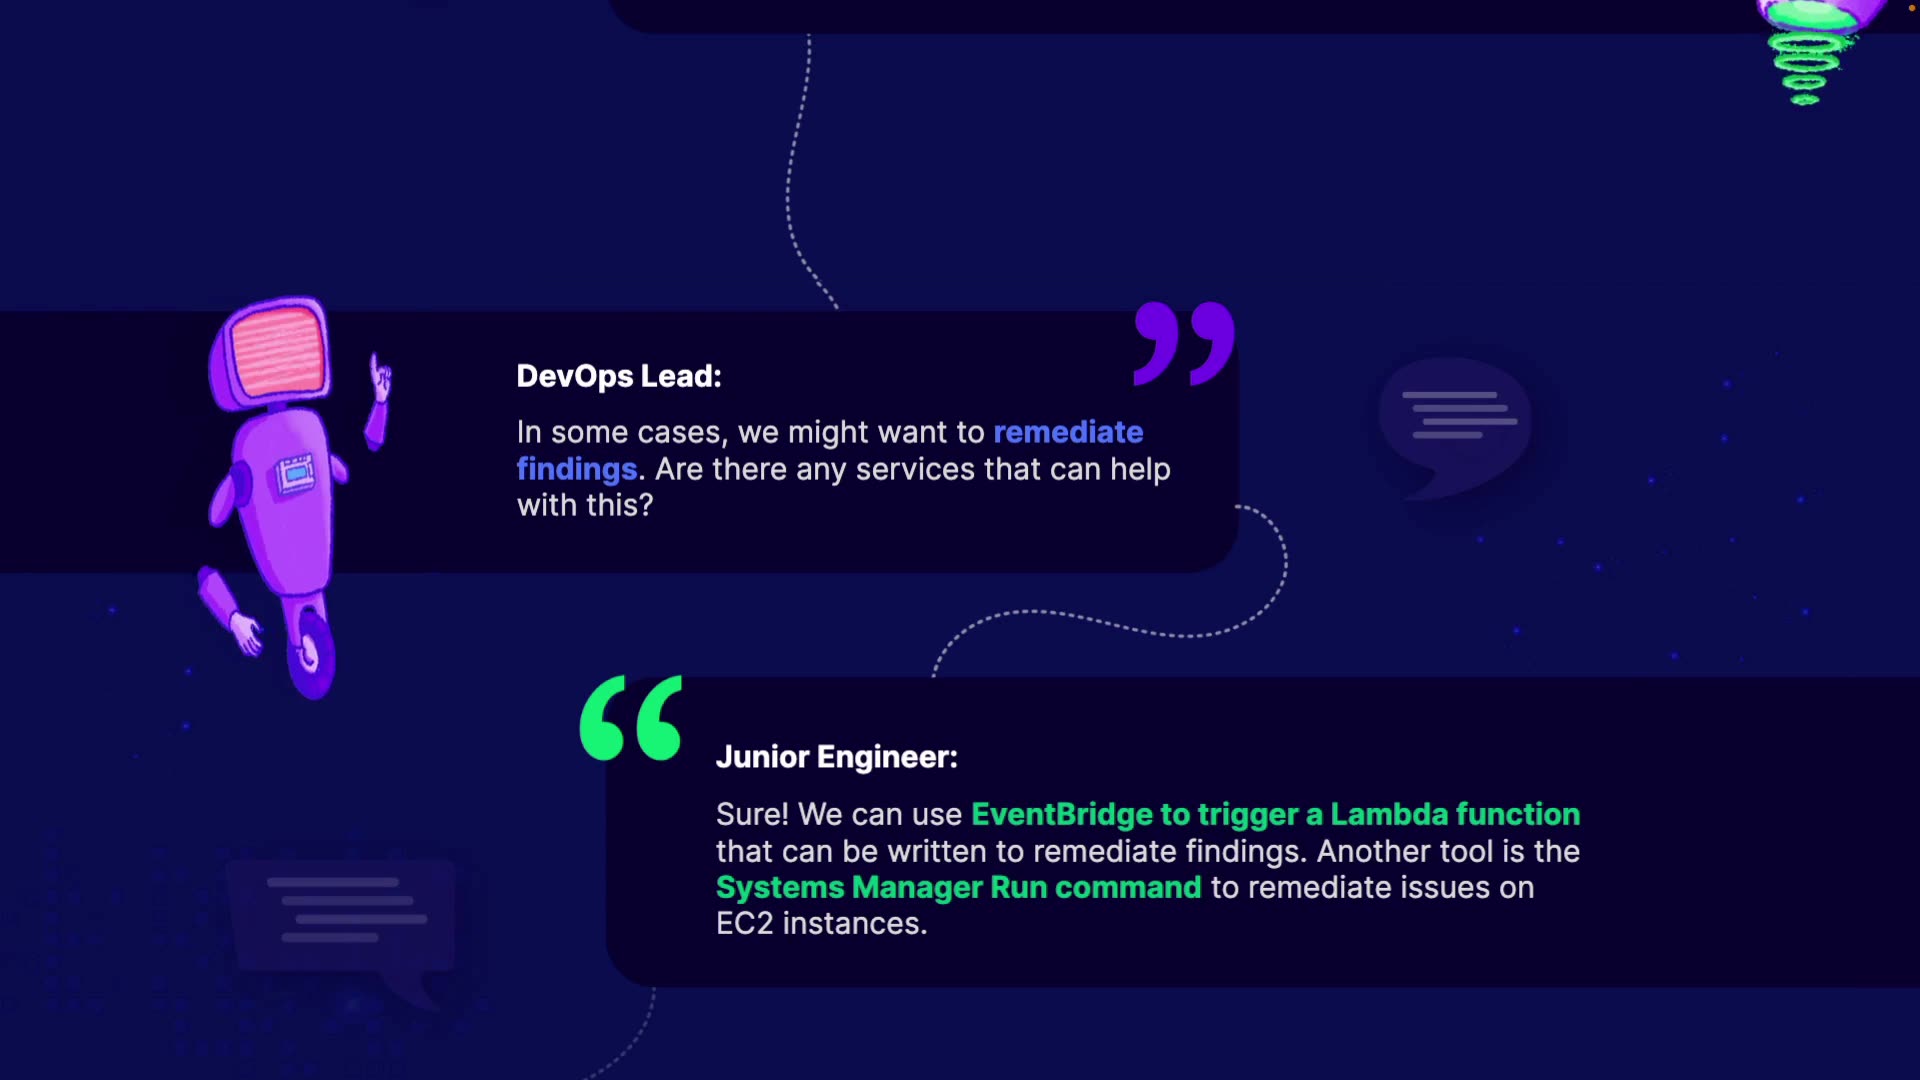 DevOps Lead:
In some cases, we might want to remediate
findings. Are there any services that can help
with this?
Junior Engineer:
Sure! We can use EventBridge to trigger a Lambda function
that can be written to remediate findings. Another tool is the
Systems Manager Run command to remediate issues on
EC2 instances.